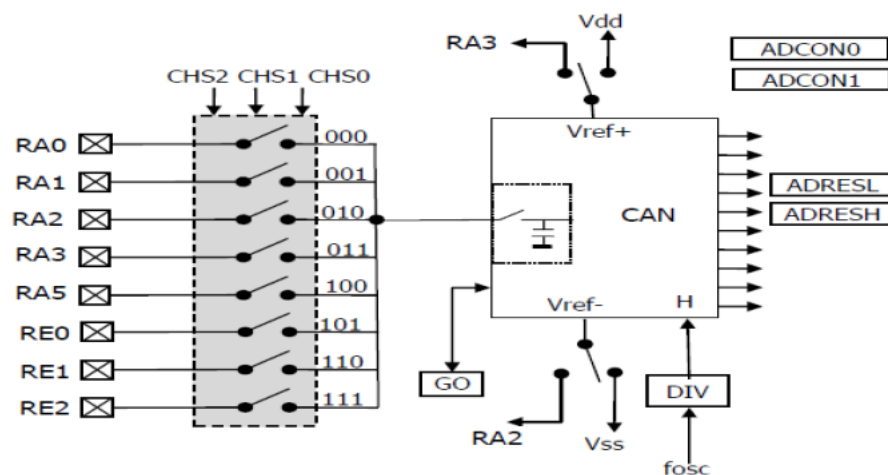 Vdd
RA3
ADCON0
CHS2 CHS1 CHS0
ADCON1
RA0 000
Vref+
RA1 001
ADRESL
RA2 010
CAN
ADRESH
RA3 011
RA5 100
Vref-
H
RE0 101
RE1 110
GO
DIV
RE2 111
RA2
Vss
fosc